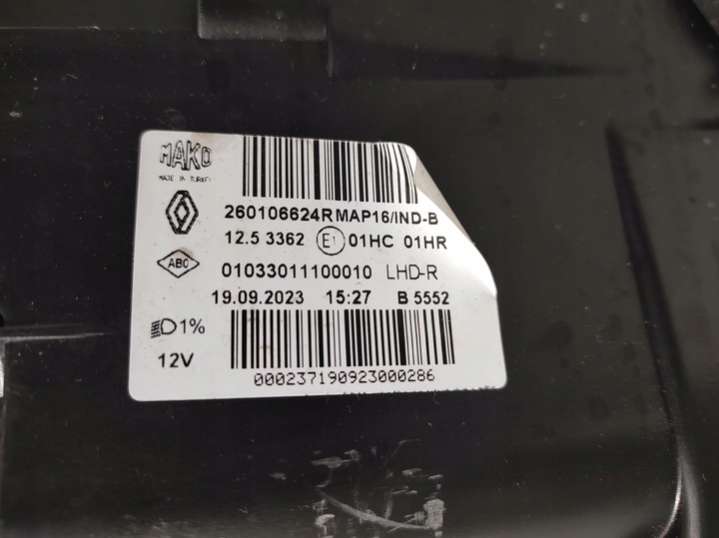 MAKO
MADE IN TURKEY
260106624R MAP16/IND-B
12.5 3362 E1 01HC 01HR
ABC
01033011100010 LHD-R
19.09.2023 15:27 B 5552
1%
12V
000237190923000286